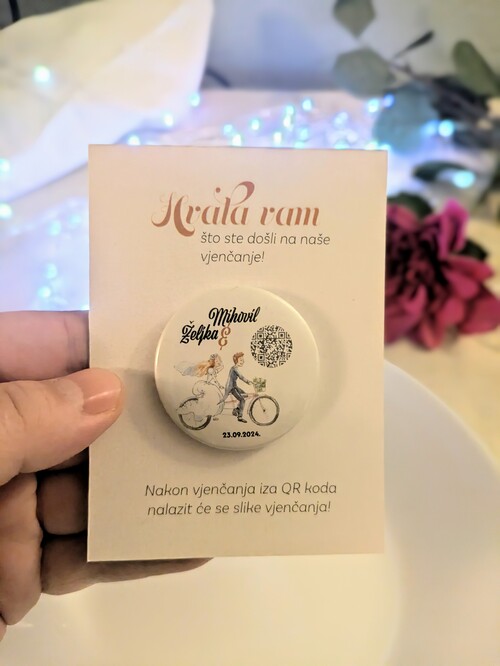 Hvala vam
što ste došli na naše
vjenčanje!
Mihovil
Željka &
23.09.2024.
Nakon vjenčanja iza QR koda
nalazit će se slike vjenčanja!